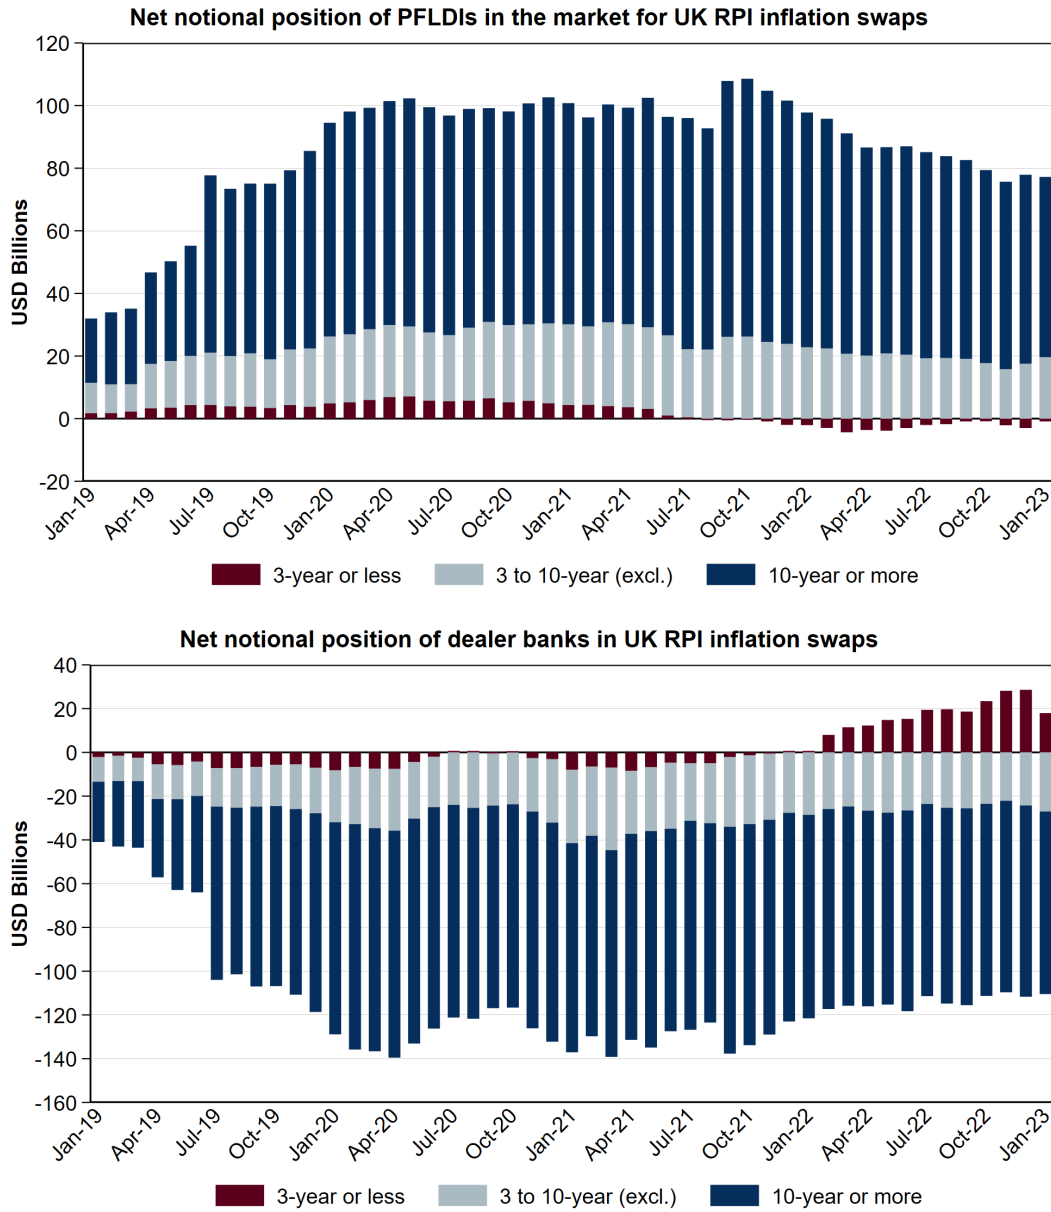 Net notional position of PFLDIs in the market for UK RPI inflation swaps
USD Billions
120
100
80
60
40
20
0
-20
Jan-19 Apr-19 Jul-19 Oct-19 Jan-20 Apr-20 Jul-20 Oct-20 Jan-21 Apr-21 Jul-21 Oct-21 Jan-22 Apr-22 Jul-22 Oct-22 Jan-23
3-year or less 3 to 10-year (excl.) 10-year or more
Net notional position of dealer banks in UK RPI inflation swaps
USD Billions
40
20
0
-20
-40
-60
-80
-100
-120
-140
-160
Jan-19 Apr-19 Jul-19 Oct-19 Jan-20 Apr-20 Jul-20 Oct-20 Jan-21 Apr-21 Jul-21 Oct-21 Jan-22 Apr-22 Jul-22 Oct-22 Jan-23
3-year or less 3 to 10-year (excl.) 10-year or more